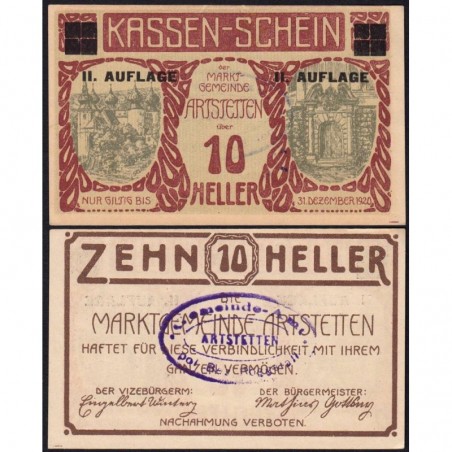 KASSEN-SCHEIN
II. AUFLAGE II. AUFLAGE
der
MARKT-
GEMEINDE
ARTSTETTEN
über
10
HELLER
NUR GILTIG BIS 31. DEZEMBER 1920
ZEHN 10 HELLER
DIE
MARKTGEMEINDE ARTSTETTEN
HAFTET FÜR DIESE VERBINDLICHKEIT MIT IHREM
GANZEN VERMÖGEN.
ARTSTETTEN
DER VIZEBÜRGERM: DER BÜRGERMEISTER:
Engelbert Winter
NACHAHMUNG VERBOTEN.